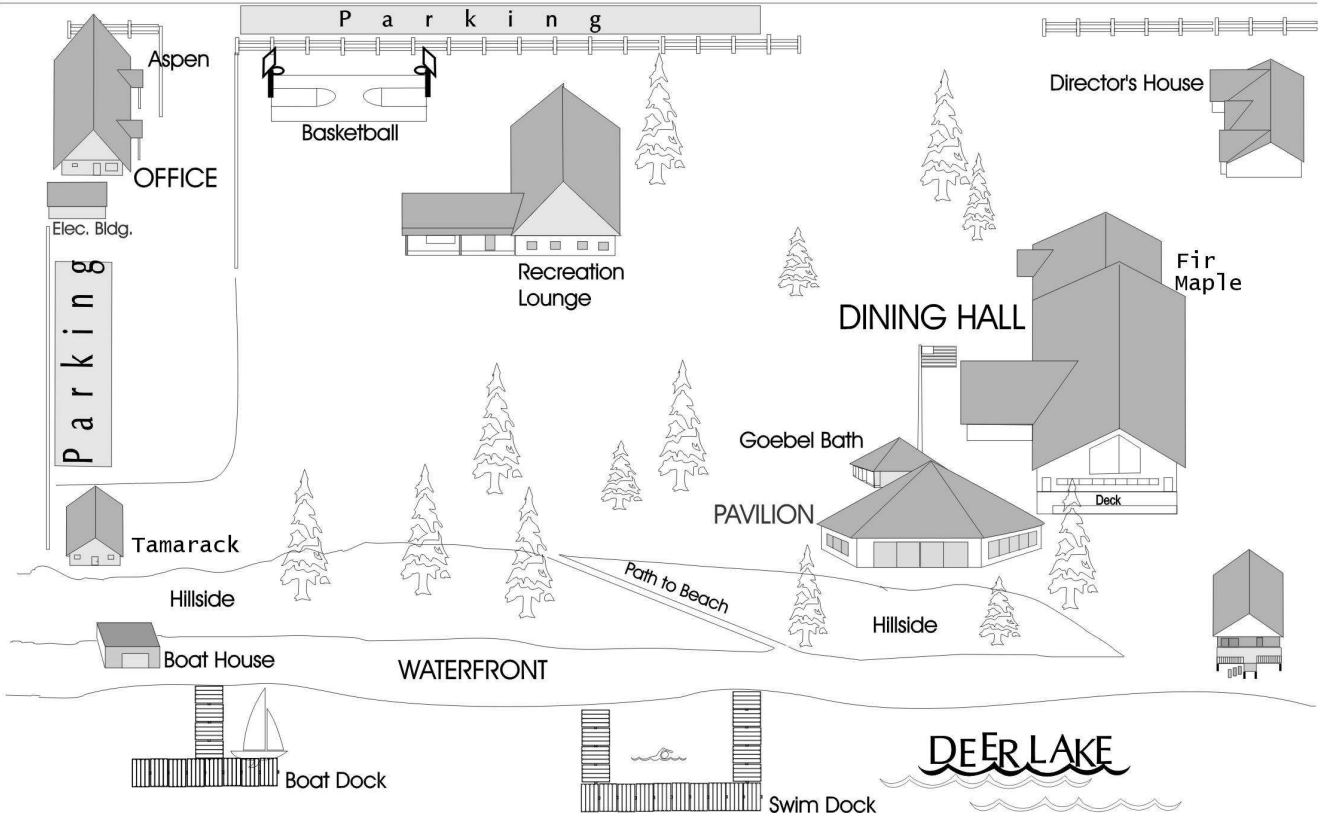 Parking
Aspen
Director's House
Basketball
OFFICE
Elec. Bldg.
Recreation
Lounge
Fir
Maple
Parking
DINING HALL
Goebel Bath
Deck
PAVILION
Tamarack
Path to Beach
Hillside
Hillside
Boat House
WATERFRONT
DEER LAKE
Boat Dock
Swim Dock